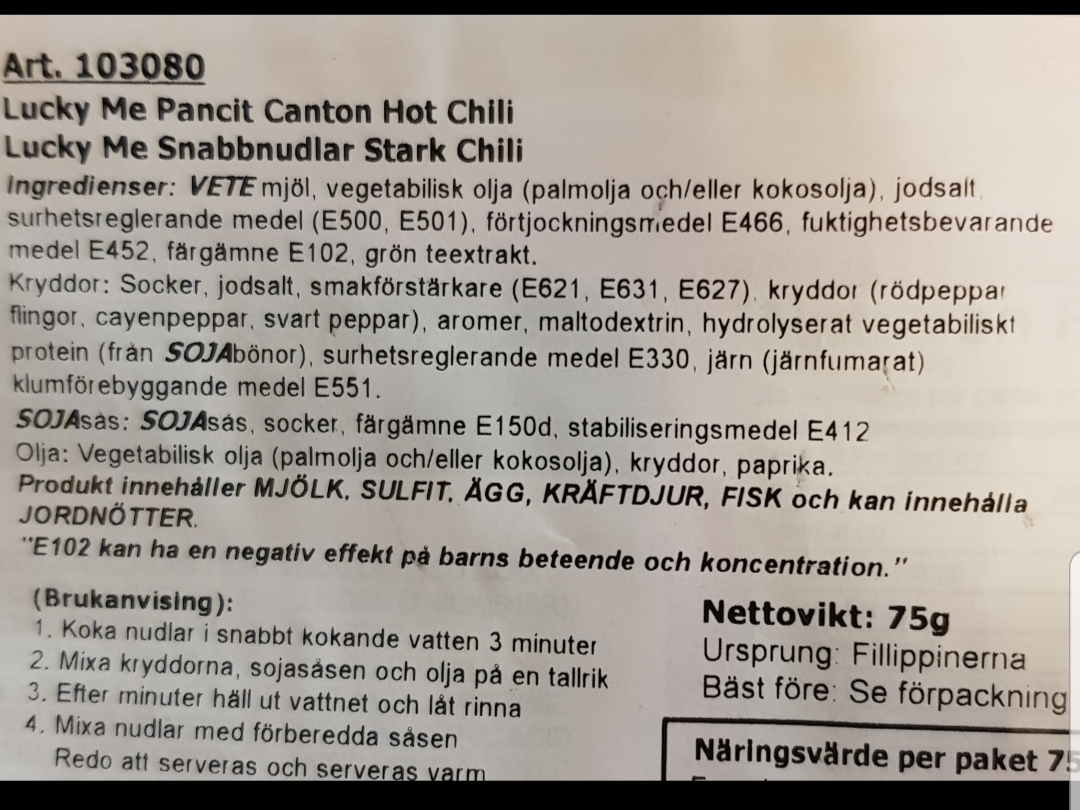 Art. 103080
Lucky Me Pancit Canton Hot Chili
Lucky Me Snabbnudlar Stark Chili
Ingredienser: VETE mjöl, vegetabilisk olja (palmolja och/eller kokosolja), jodsalt,
surhetsreglerande medel (E500, E501), förtjockningsmedel E466, fuktighetsbevarande
medel E452, färgämne E102, grön teextrakt.
Kryddor: Socker, jodsalt, smakförstärkare (E621, E631, E627), kryddor (rödpeppar
flingor, cayenpeppar, svart peppar), aromer, maltodextrin, hydrolyserat vegetabiliskt
protein (från SOJAbönor), surhetsreglerande medel E330, järn (järnfumarat)
klumförebyggande medel E551.
SOJAsås: SOJAsås, socker, färgämne E150d, stabiliseringsmedel E412
Olja: Vegetabilisk olja (palmolja och/eller kokosolja), kryddor, paprika.
Produkt innehåller MJÖLK, SULFIT, ÄGG, KRÄFTDJUR, FISK och kan innehålla
JORDNÖTTER.
"E102 kan ha en negativ effekt på barns beteende och koncentration."
(Brukanvising):
1. Koka nudlar i snabbt kokande vatten 3 minuter
2. Mixa kryddorna, sojasåsen och olja på en tallrik
3. Efter minuter häll ut vattnet och låt rinna
4. Mixa nudlar med förberedda såsen
Redo att serveras och serveras varm
Nettovikt: 75g
Ursprung: Fillippinerna
Bäst före: Se förpackning
Näringsvärde per paket 75